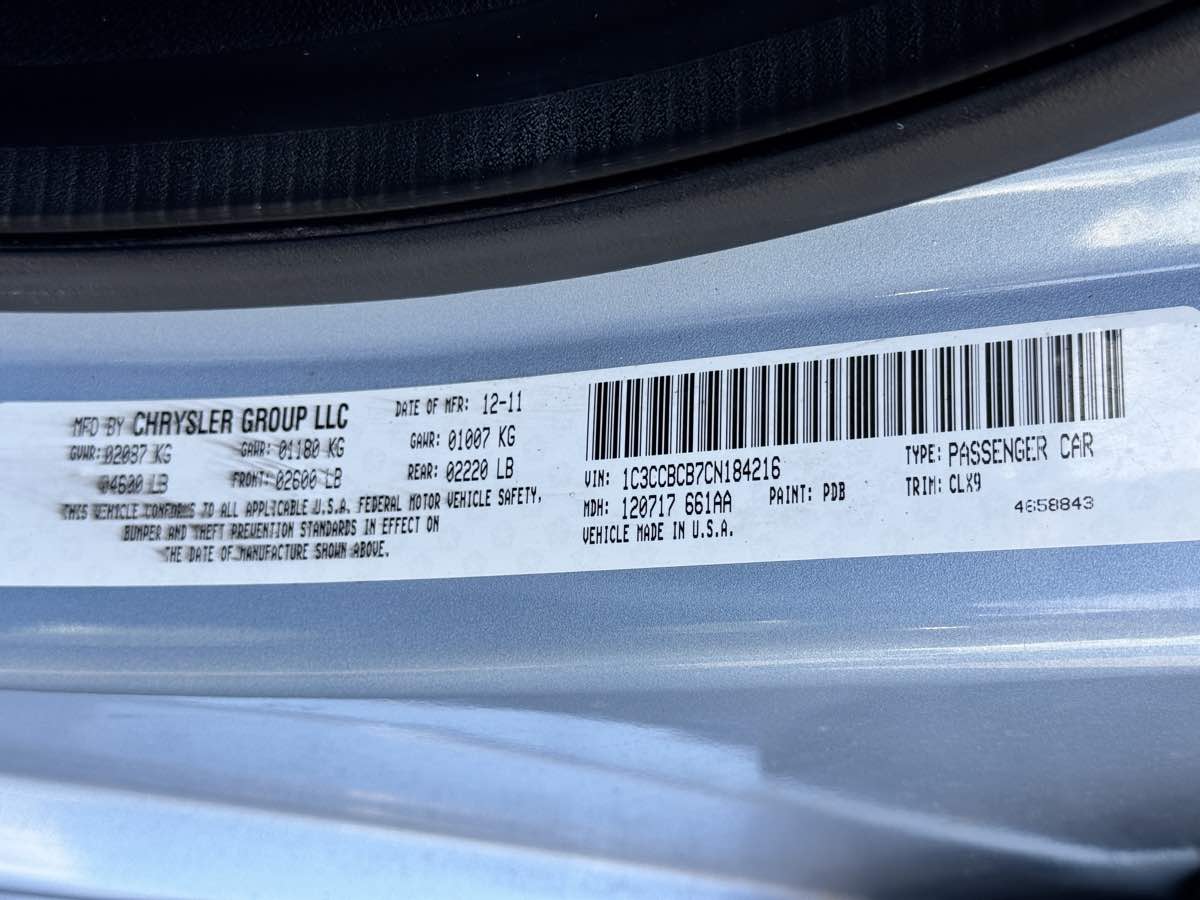 MFD BY CHRYSLER GROUP LLC DATE OF MFR: 12-11
GVWR: 02087 KG GAWR: 01180 KG GAWR: 01007 KG
04600 LB FRONT: 02600 LB REAR: 02220 LB
THIS VEHICLE CONFORMS TO ALL APPLICABLE U.S.A. FEDERAL MOTOR VEHICLE SAFETY,
BUMPER AND THEFT PREVENTION STANDARDS IN EFFECT ON
THE DATE OF MANUFACTURE SHOWN ABOVE.
VIN: 1C3CCBCB7CN184216 TYPE: PASSENGER CAR
MDH: 120717 661AA PAINT: PDB TRIM: CLX9
VEHICLE MADE IN U.S.A. 4658843